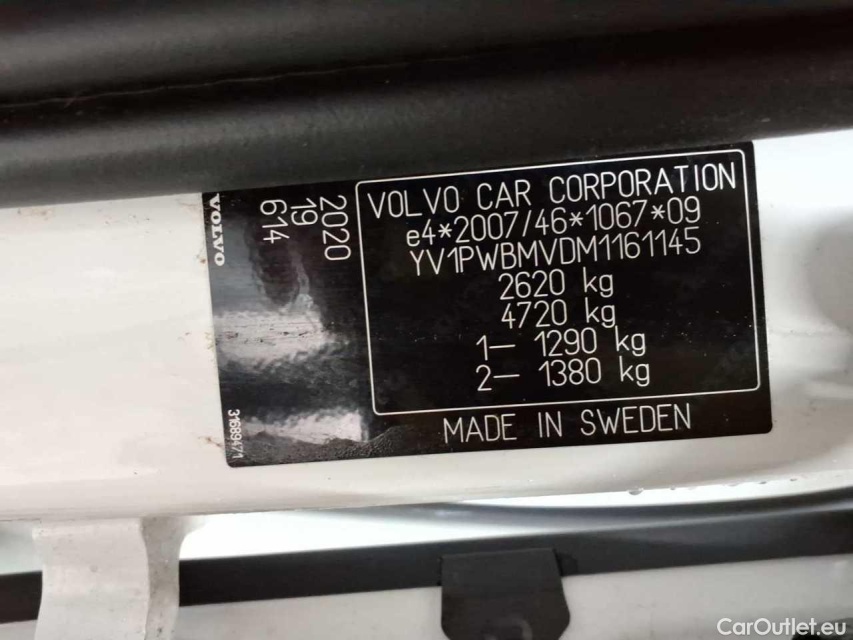 VOLVO
2020
19
614
31689471
VOLVO CAR CORPORATION
e4*2007/46*1067*09
YV1PWBMVDM1161145
2620 kg
4720 kg
1– 1290 kg
2– 1380 kg
MADE IN SWEDEN
CarOutlet.eu